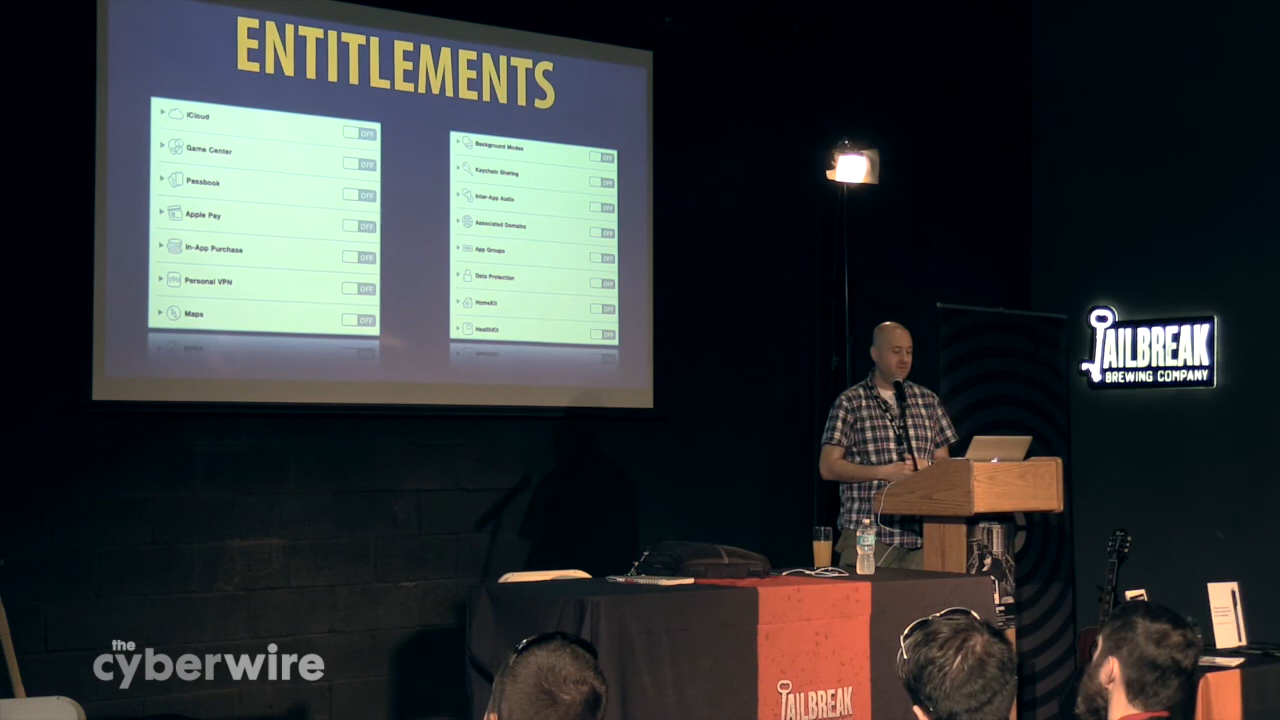 ENTITLEMENTS
iCloud OFF
Game Center OFF
Passbook OFF
Apple Pay OFF
In-App Purchase OFF
Personal VPN OFF
Maps OFF
Background Modes OFF
Keychain Sharing OFF
Inter-App Audio OFF
Associated Domains OFF
App Groups OFF
Data Protection OFF
HomeKit OFF
HealthKit OFF
JAILBREAK
BREWING COMPANY
the
cyberwire
JAILBREAK